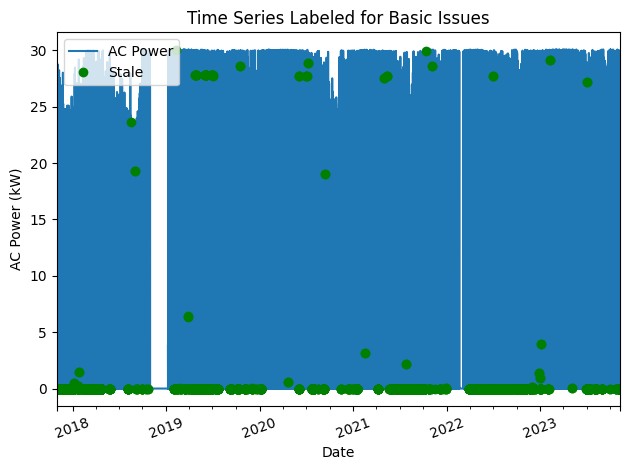 Time Series Labeled for Basic Issues
AC Power
Stale
30
25
20
15
10
5
0
AC Power (kW)
2018
2019
2020
2021
2022
2023
Date